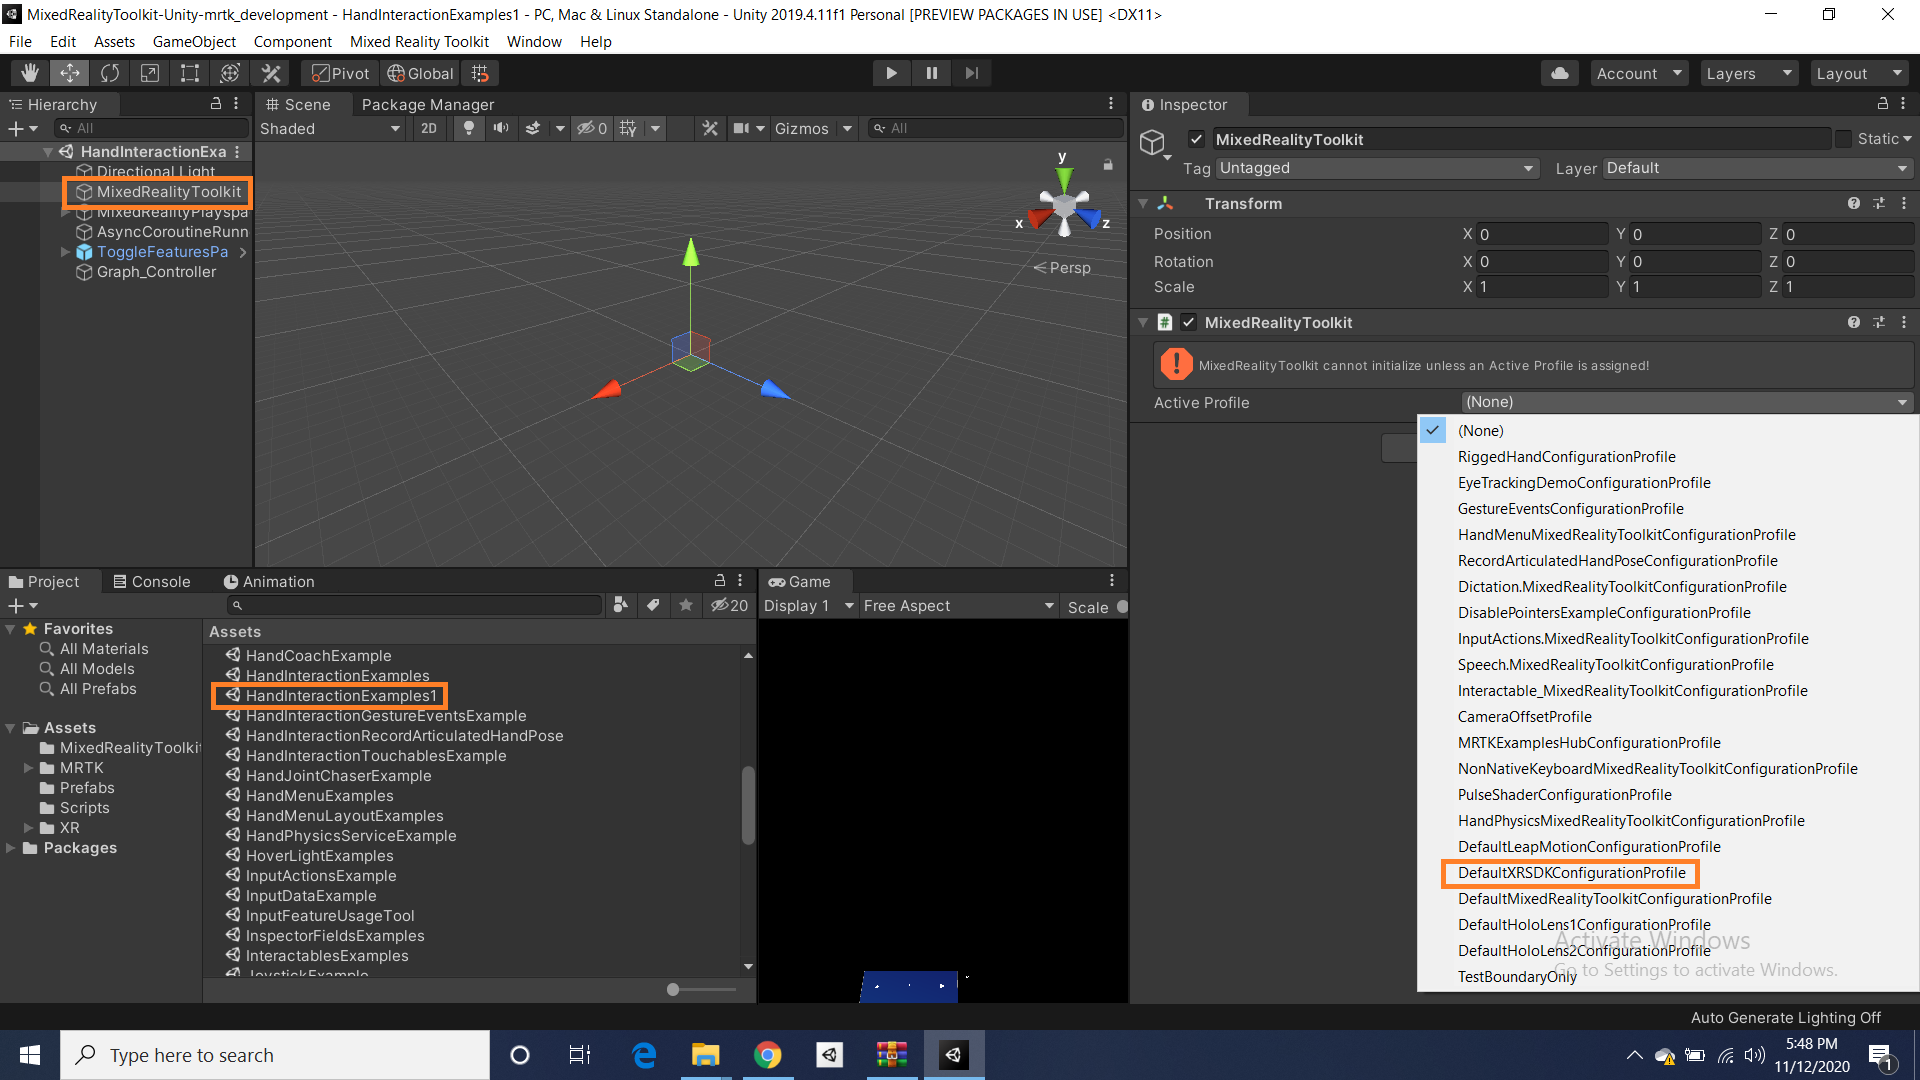 MixedRealityToolkit-Unity-mrtk_development - HandInteractionExamples1 - PC, Mac & Linux Standalone - Unity 2019.4.11f1 Personal [PREVIEW PACKAGES IN USE] <DX11>
File Edit Assets GameObject Component Mixed Reality Toolkit Window Help
Pivot Global Account Layers Layout
Hierarchy
All
HandInteractionExa
Directional Light
MixedRealityToolkit
MixedRealityPlayspa
AsyncCoroutineRunn
ToggleFeaturesPa
Graph_Controller
Scene Package Manager
Shaded 2D 0 Gizmos All
y
x
z
Persp
Inspector
MixedRealityToolkit Static
Tag Untagged Layer Default
Transform
Position X 0 Y 0 Z 0
Rotation X 0 Y 0 Z 0
Scale X 1 Y 1 Z 1
MixedRealityToolkit
MixedRealityToolkit cannot initialize unless an Active Profile is assigned!
Active Profile (None)
(None)
RiggedHandConfigurationProfile
EyeTrackingDemoConfigurationProfile
GestureEventsConfigurationProfile
HandMenuMixedRealityToolkitConfigurationProfile
RecordArticulatedHandPoseConfigurationProfile
Dictation.MixedRealityToolkitConfigurationProfile
DisablePointersExampleConfigurationProfile
InputActions.MixedRealityToolkitConfigurationProfile
Speech.MixedRealityToolkitConfigurationProfile
Interactable_MixedRealityToolkitConfigurationProfile
CameraOffsetProfile
MRTKExamplesHubConfigurationProfile
NonNativeKeyboardMixedRealityToolkitConfigurationProfile
PulseShaderConfigurationProfile
HandPhysicsMixedRealityToolkitConfigurationProfile
DefaultLeapMotionConfigurationProfile
DefaultXRSDKConfigurationProfile
DefaultMixedRealityToolkitConfigurationProfile
DefaultHoloLens1ConfigurationProfile
DefaultHoloLens2ConfigurationProfile
TestBoundaryOnly
Activate Windows
Go to Settings to activate Windows.
Project Console Animation
20
Favorites
All Materials
All Models
All Prefabs
Assets
MixedRealityToolkit
MRTK
Prefabs
Scripts
XR
Packages
Assets
HandCoachExample
HandInteractionExamples
HandInteractionExamples1
HandInteractionGestureEventsExample
HandInteractionRecordArticulatedHandPose
HandInteractionTouchablesExample
HandJointChaserExample
HandMenuExamples
HandMenuLayoutExamples
HandPhysicsServiceExample
HoverLightExamples
InputActionsExample
InputDataExample
InputFeatureUsageTool
InspectorFieldsExamples
InteractablesExamples
JoystickExample
Game
Display 1 Free Aspect Scale
Auto Generate Lighting Off
Type here to search
5:48 PM
11/12/2020
1